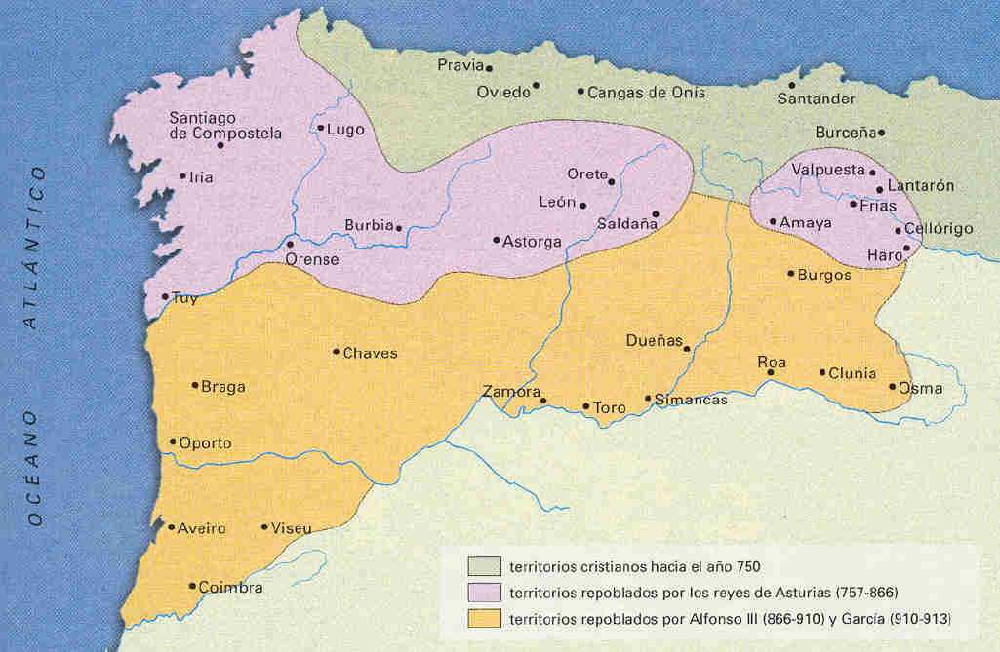 Pravia
Oviedo
Cangas de Onís
Santander
Burceña
Santiago
de Compostela
Lugo
Iria
Orete
Valpuesta
Lantarón
León
Frías
Burbia
Saldaña
Amaya
Cellórigo
Astorga
Orense
Haro
Burgos
Tuy
OCÉANO ATLÁNTICO
Chaves
Dueñas
Roa
Clunia
Braga
Osma
Zamora
Toro
Simancas
Oporto
Aveiro
Viseu
Coimbra
territorios cristianos hacia el año 750
territorios repoblados por los reyes de Asturias (757-866)
territorios repoblados por Alfonso III (866-910) y García (910-913)